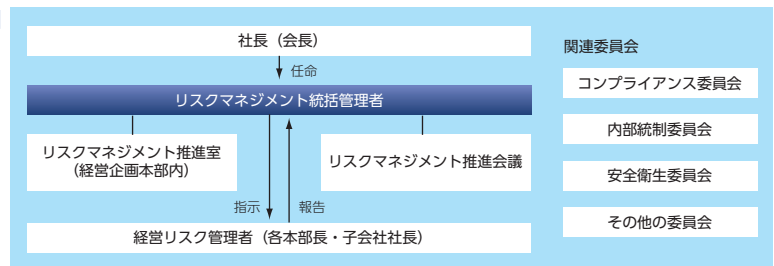 社長（会長）
任命
リスクマネジメント統括管理者
リスクマネジメント推進室
（経営企画本部内）
リスクマネジメント推進会議
指示
報告
経営リスク管理者（各本部長・子会社社長）
関連委員会
コンプライアンス委員会
内部統制委員会
安全衛生委員会
その他の委員会